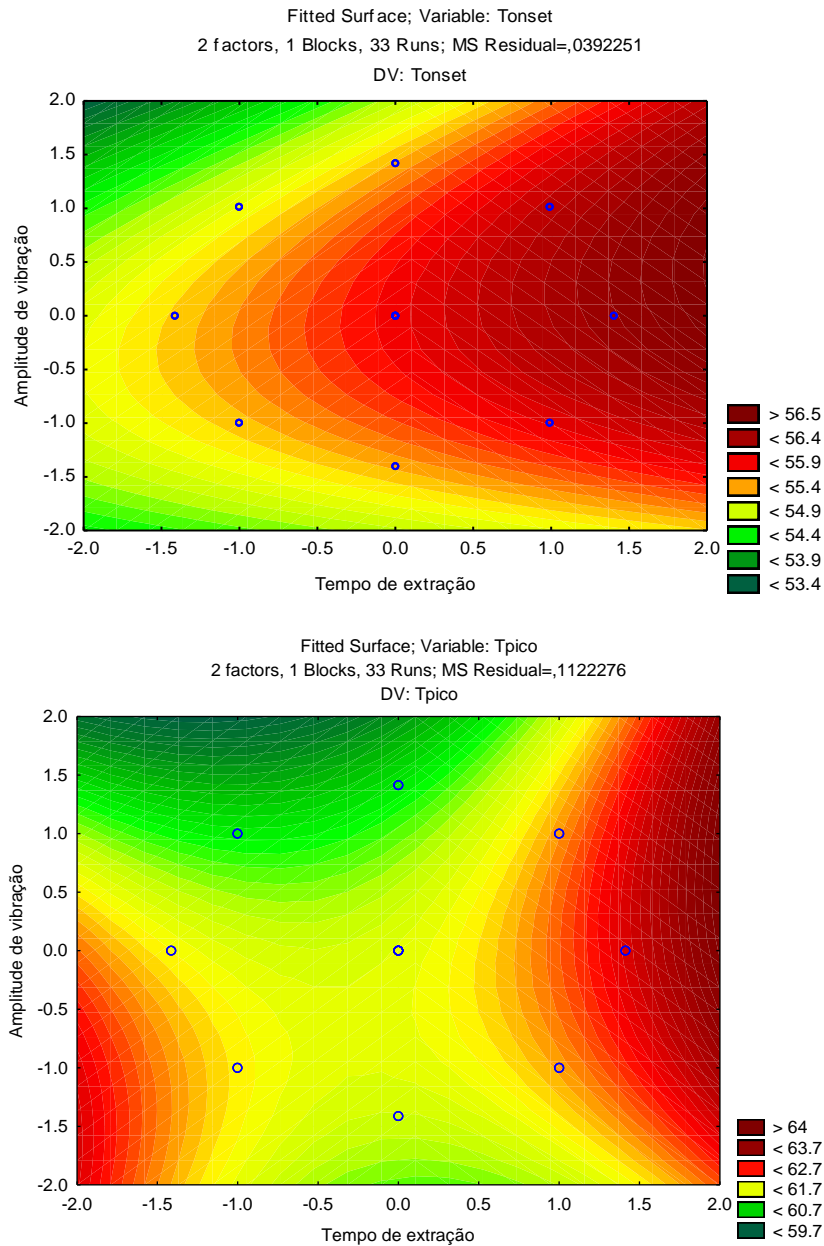 Fitted Surface; Variable: Tonset
2 factors, 1 Blocks, 33 Runs; MS Residual=,0392251
DV: Tonset
2.0
1.5
1.0
0.5
0.0
-0.5
-1.0
-1.5
-2.0
Amplitude de vibração
-2.0 -1.5 -1.0 -0.5 0.0 0.5 1.0 1.5 2.0
Tempo de extração
> 56.5
< 56.4
< 55.9
< 55.4
< 54.9
< 54.4
< 53.9
< 53.4
Fitted Surface; Variable: Tpico
2 factors, 1 Blocks, 33 Runs; MS Residual=,1122276
DV: Tpico
2.0
1.5
1.0
0.5
0.0
-0.5
-1.0
-1.5
-2.0
Amplitude de vibração
-2.0 -1.5 -1.0 -0.5 0.0 0.5 1.0 1.5 2.0
Tempo de extração
> 64
< 63.7
< 62.7
< 61.7
< 60.7
< 59.7